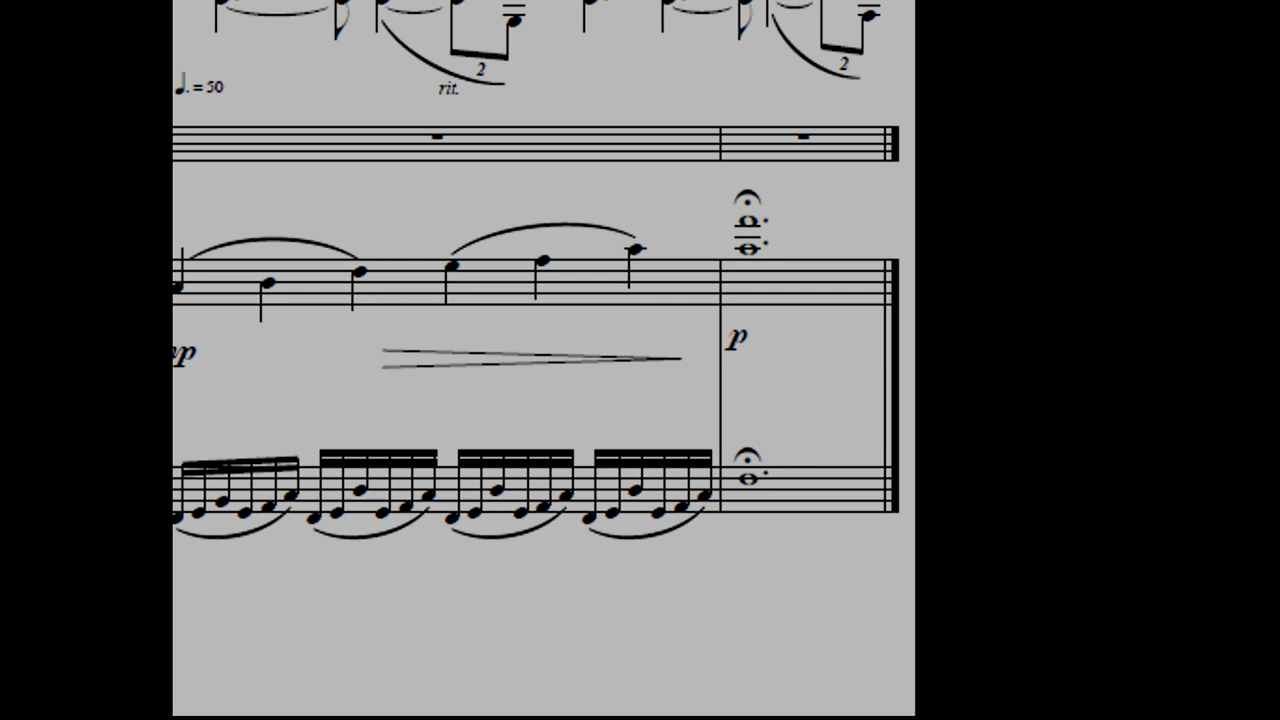 2
2
♩. = 50
rit.
p